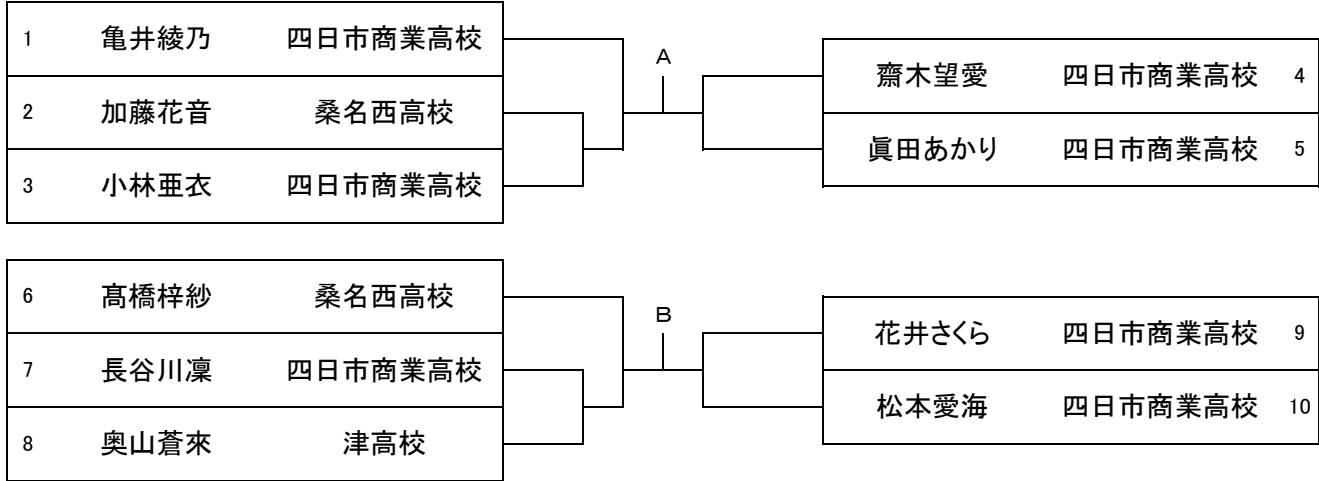 1 亀井綾乃 四日市商業高校
2 加藤花音 桑名西高校
3 小林亜衣 四日市商業高校
A
齋木望愛 四日市商業高校 4
眞田あかり 四日市商業高校 5
6 髙橋梓紗 桑名西高校
7 長谷川凜 四日市商業高校
8 奥山蒼來 津高校
B
花井さくら 四日市商業高校 9
松本愛海 四日市商業高校 10